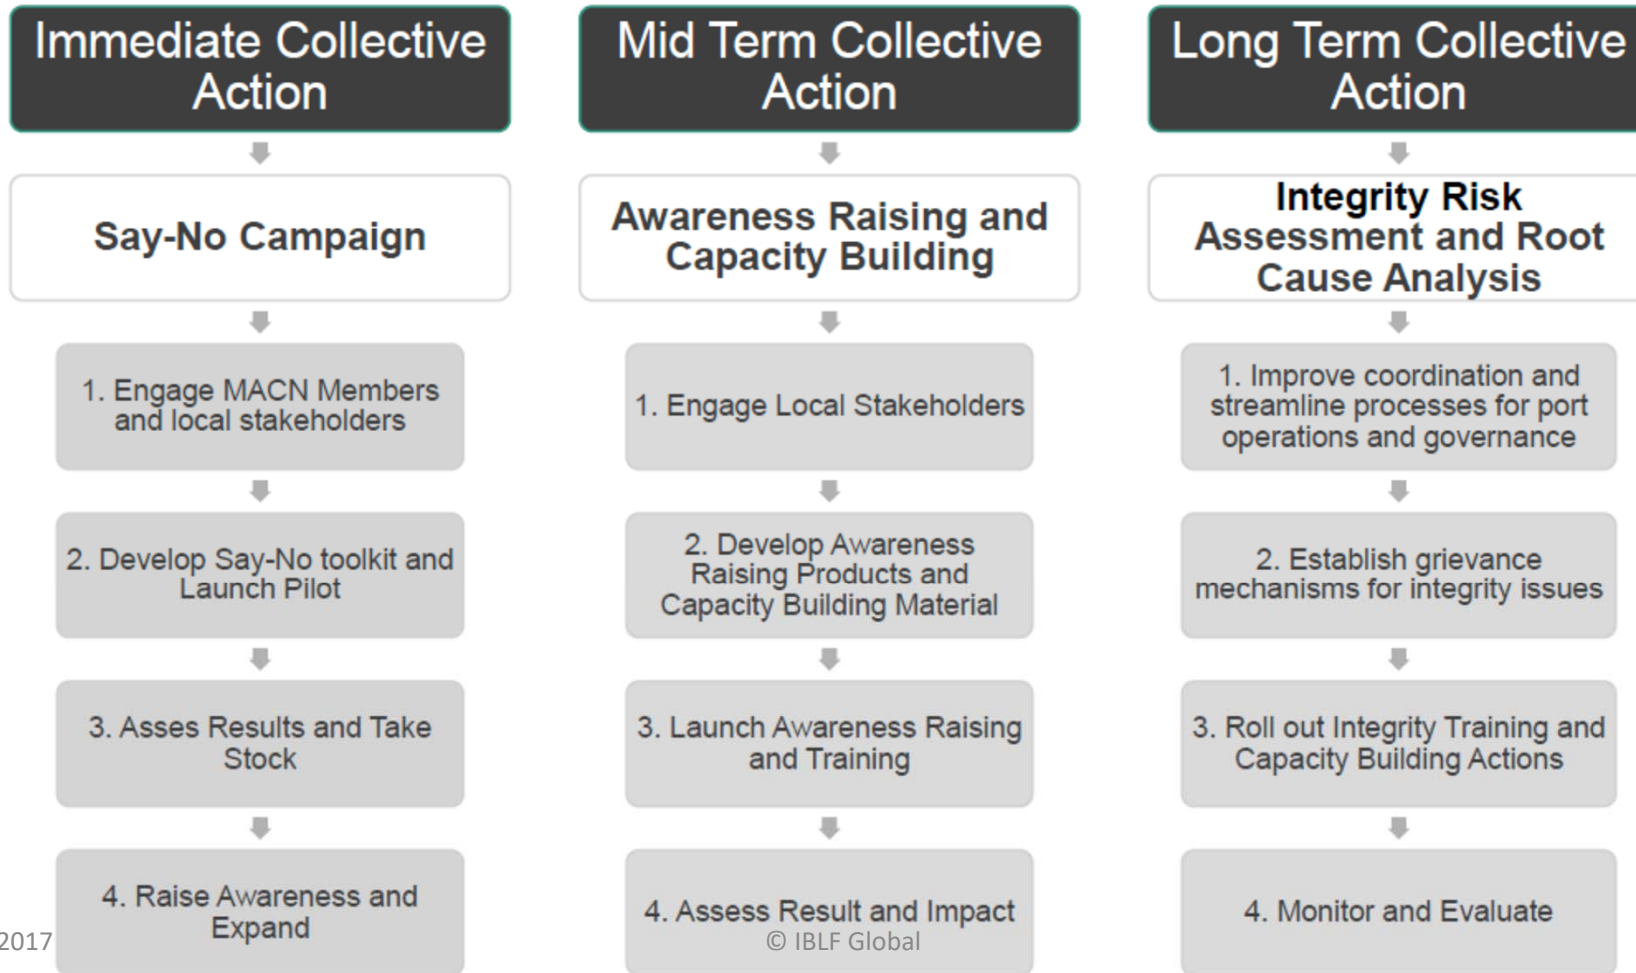 Immediate Collective
Action
Say-No Campaign
1. Engage MACN Members
and local stakeholders
2. Develop Say-No toolkit and
Launch Pilot
3. Asses Results and Take
Stock
4. Raise Awareness and
Expand
Mid Term Collective
Action
Awareness Raising and
Capacity Building
1. Engage Local Stakeholders
2. Develop Awareness
Raising Products and
Capacity Building Material
3. Launch Awareness Raising
and Training
4. Assess Result and Impact
Long Term Collective
Action
Integrity Risk
Assessment and Root
Cause Analysis
1. Improve coordination and
streamline processes for port
operations and governance
2. Establish grievance
mechanisms for integrity issues
3. Roll out Integrity Training and
Capacity Building Actions
4. Monitor and Evaluate
2017
© IBLF Global